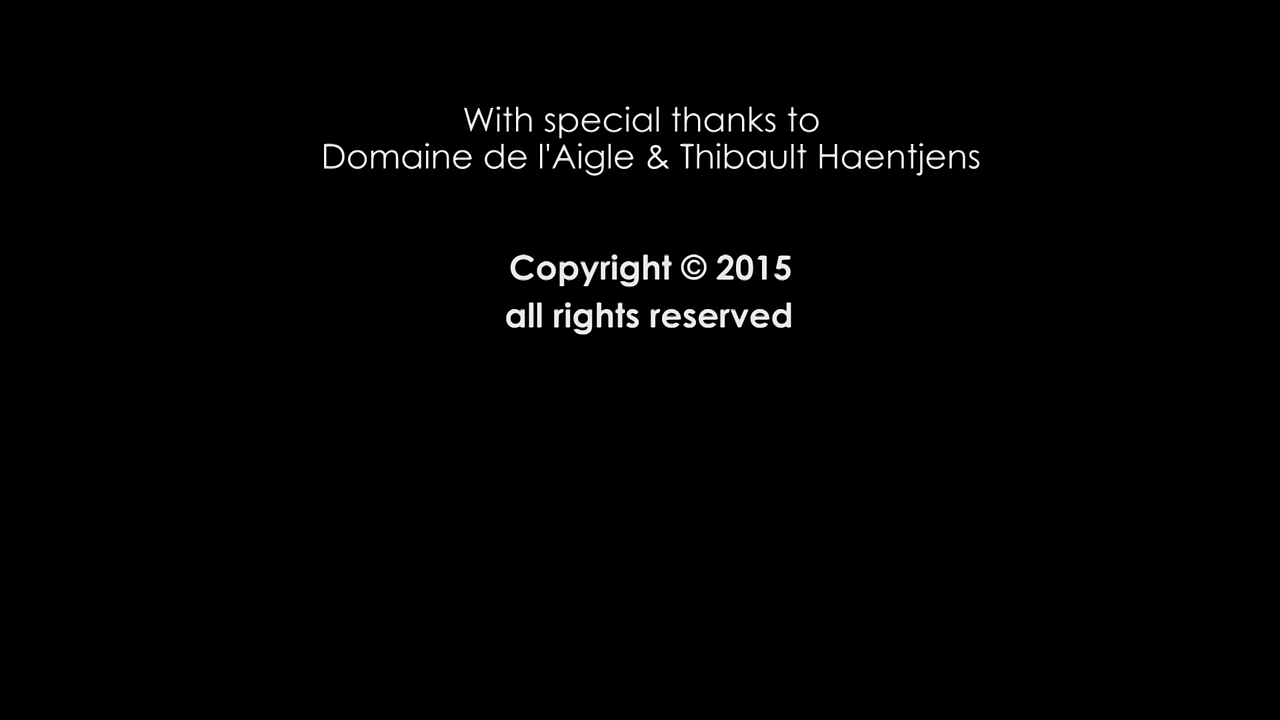 With special thanks to
Domaine de l'Aigle & Thibault Haentjens
Copyright © 2015
all rights reserved